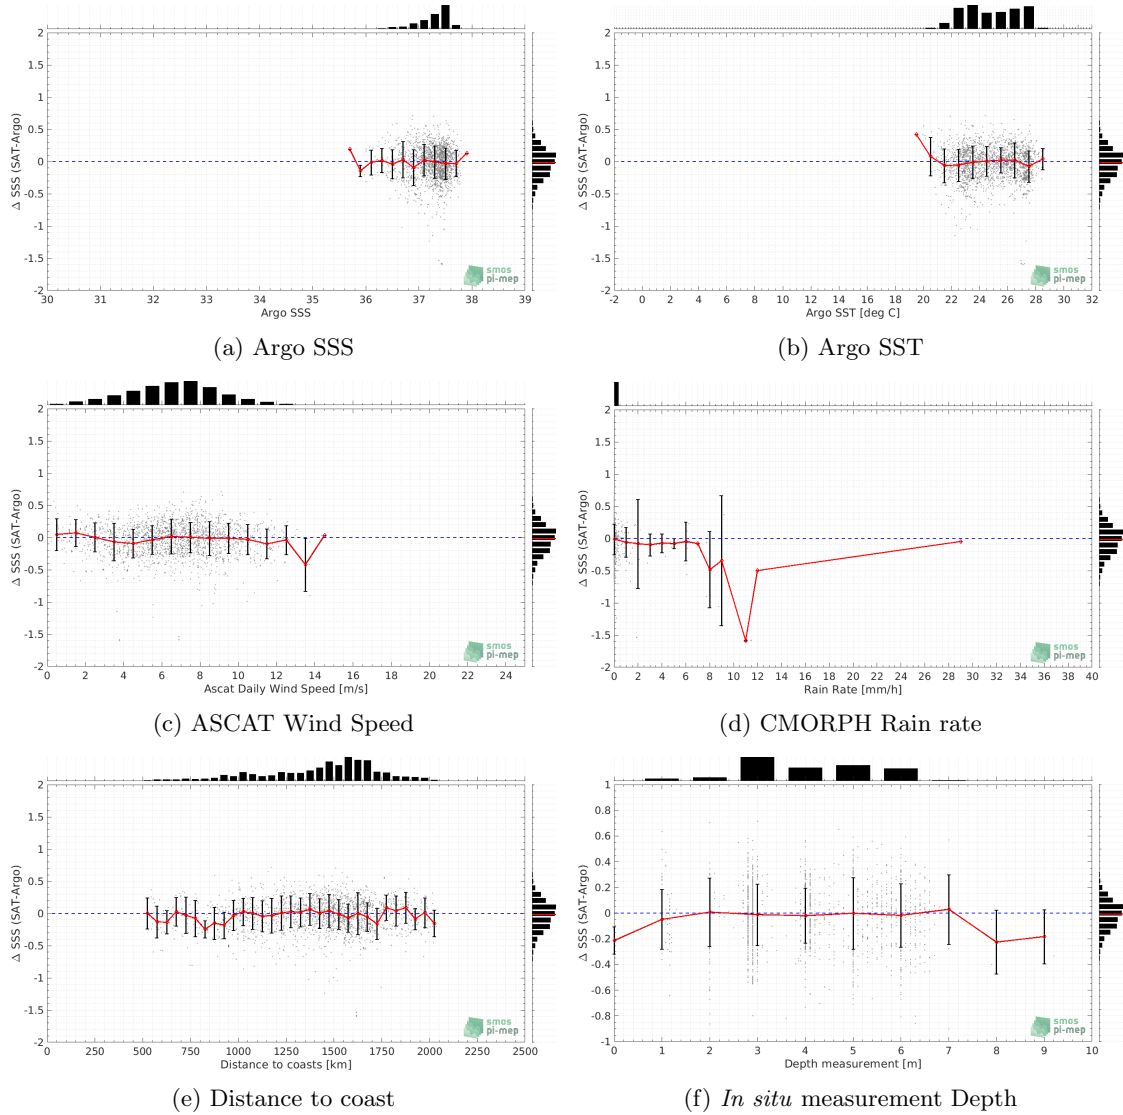 2
1.5
1
0.5
0
-0.5
-1
-1.5
-2
Δ SSS (SAT-Argo)
30 31 32 33 34 35 36 37 38 39
Argo SSS
smos
pi-mep
(a) Argo SSS
2
1.5
1
0.5
0
-0.5
-1
-1.5
-2
Δ SSS (SAT-Argo)
-2 0 2 4 6 8 10 12 14 16 18 20 22 24 26 28 30 32
Argo SST [deg C]
smos
pi-mep
(b) Argo SST
2
1.5
1
0.5
0
-0.5
-1
-1.5
-2
Δ SSS (SAT-Argo)
0 2 4 6 8 10 12 14 16 18 20 22 24
Ascat Daily Wind Speed [m/s]
smos
pi-mep
(c) ASCAT Wind Speed
2
1.5
1
0.5
0
-0.5
-1
-1.5
-2
Δ SSS (SAT-Argo)
0 2 4 6 8 10 12 14 16 18 20 22 24 26 28 30 32 34 36 38 40
Rain Rate [mm/h]
smos
pi-mep
(d) CMORPH Rain rate
2
1.5
1
0.5
0
-0.5
-1
-1.5
-2
Δ SSS (SAT-Argo)
0 250 500 750 1000 1250 1500 1750 2000 2250 2500
Distance to coasts [km]
smos
pi-mep
(e) Distance to coast
1
0.8
0.6
0.4
0.2
0
-0.2
-0.4
-0.6
-0.8
-1
Δ SSS (SAT-Argo)
0 1 2 3 4 5 6 7 8 9 10
Depth measurement [m]
smos
pi-mep
(f) In situ measurement Depth